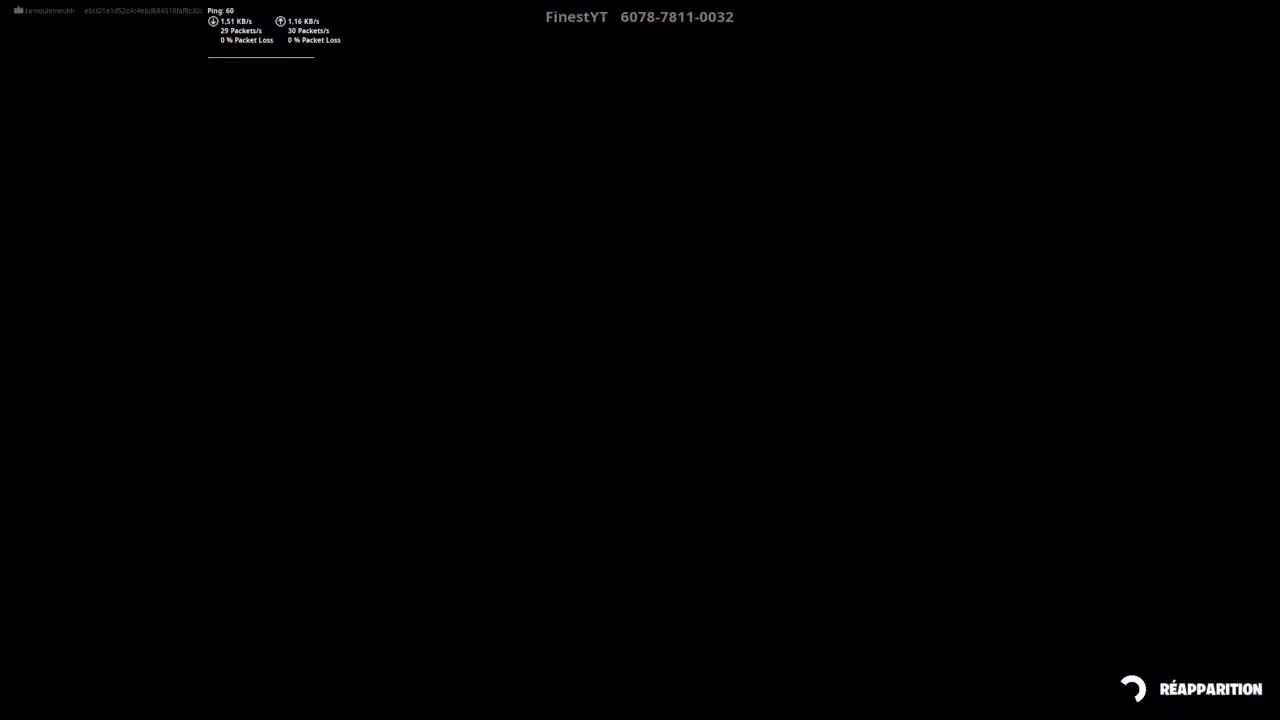 Ping: 60
1,51 KB/s 1,16 KB/s
29 Packets/s 30 Packets/s
0 % Packet Loss 0 % Packet Loss
FinestYT 6078-7811-0032
RÉAPPARITION